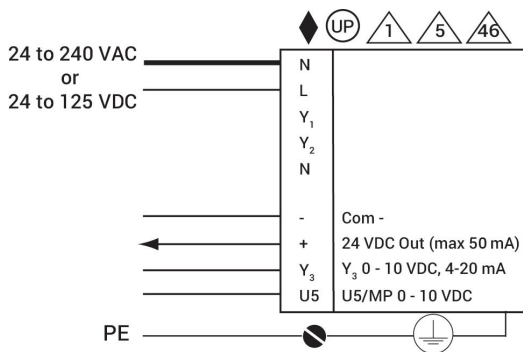 UP 1 5 46
24 to 240 VAC
or
24 to 125 VDC
N
L
Y1
Y2
N
- Com -
+ 24 VDC Out (max 50 mA)
Y3 Y3 0 - 10 VDC, 4-20 mA
U5 U5/MP 0 - 10 VDC
PE